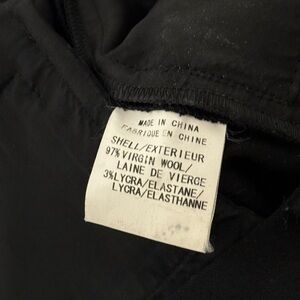 MADE IN CHINA
FABRIQUE EN CHINE
SHELL/EXTERIEUR
97% VIRGIN WOOL/
LAINE DE VIERGE
3% LYCRA/ELASTANE/
LYCRA/ELASTHANNE